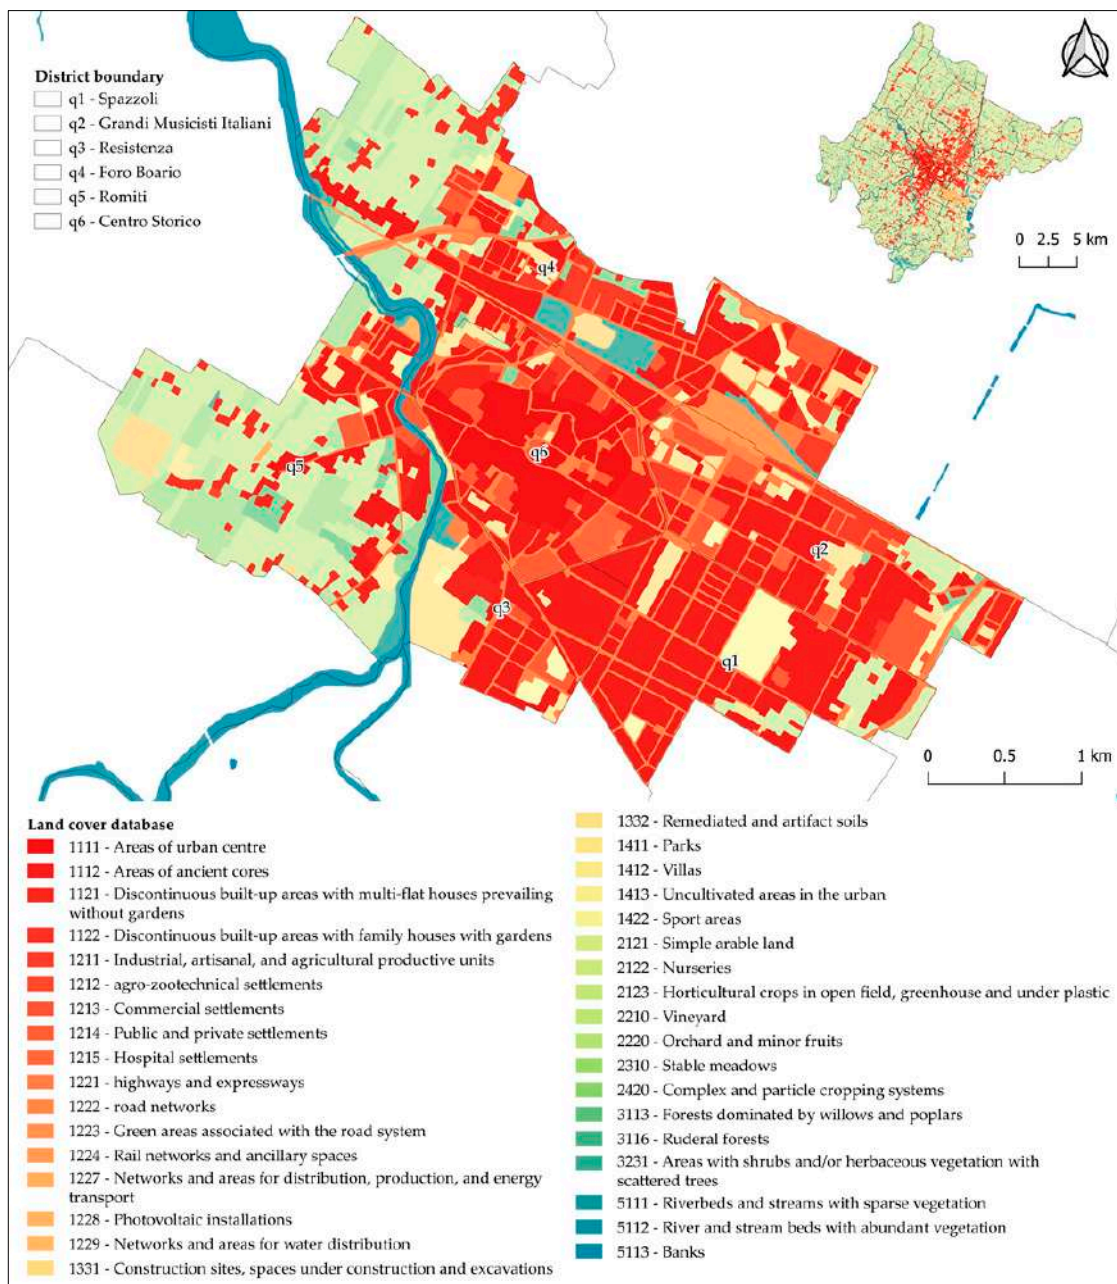 District boundary
q1 - Spazzoli
q2 - Grandi Musicisti Italiani
q3 - Resistenza
q4 - Foro Boario
q5 - Romiti
q6 - Centro Storico
0 2.5 5 km
q4
q6
q5
q2
q3
q1
0 0.5 1 km
Land cover database
1111 - Areas of urban centre
1112 - Areas of ancient cores
1121 - Discontinuous built-up areas with multi-flat houses prevailing
without gardens
1122 - Discontinuous built-up areas with family houses with gardens
1211 - Industrial, artisanal, and agricultural productive units
1212 - agro-zootechnical settlements
1213 - Commercial settlements
1214 - Public and private settlements
1215 - Hospital settlements
1221 - highways and expressways
1222 - road networks
1223 - Green areas associated with the road system
1224 - Rail networks and ancillary spaces
1227 - Networks and areas for distribution, production, and energy
transport
1228 - Photovoltaic installations
1229 - Networks and areas for water distribution
1331 - Construction sites, spaces under construction and excavations
1332 - Remediated and artifact soils
1411 - Parks
1412 - Villas
1413 - Uncultivated areas in the urban
1422 - Sport areas
2121 - Simple arable land
2122 - Nurseries
2123 - Horticultural crops in open field, greenhouse and under plastic
2210 - Vineyard
2220 - Orchard and minor fruits
2310 - Stable meadows
2420 - Complex and particle cropping systems
3113 - Forests dominated by willows and poplars
3116 - Ruderal forests
3231 - Areas with shrubs and/or herbaceous vegetation with
scattered trees
5111 - Riverbeds and streams with sparse vegetation
5112 - River and stream beds with abundant vegetation
5113 - Banks